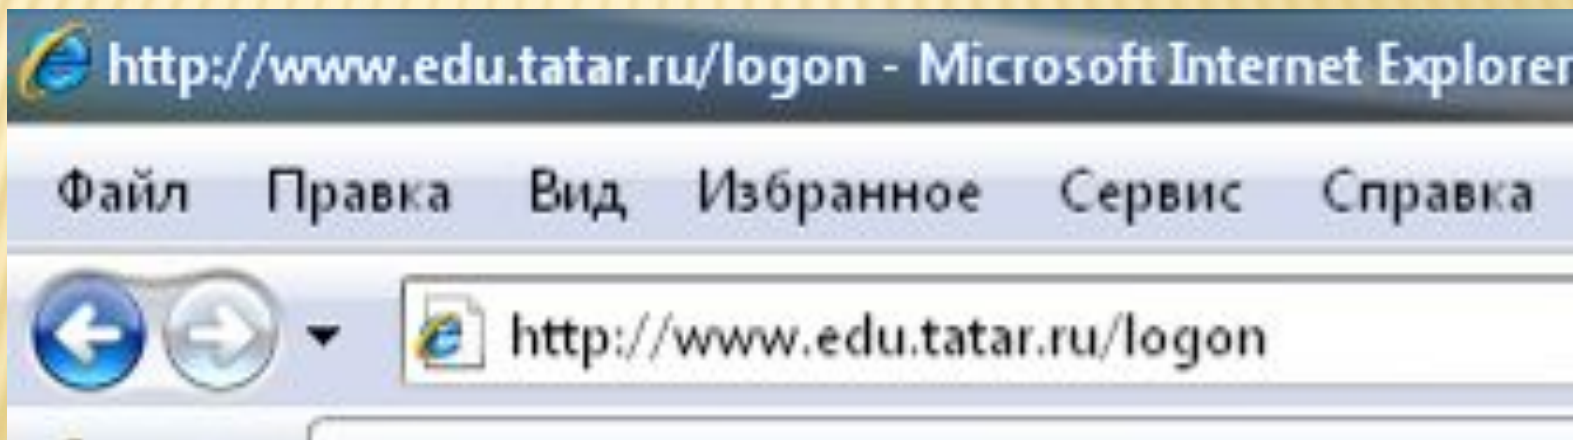 http://www.edu.tatar.ru/logon - Microsoft Internet Explorer
Файл Правка Вид Избранное Сервис Справка
http://www.edu.tatar.ru/logon